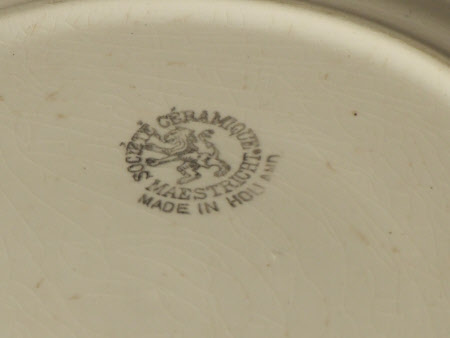 SOCIÉTÉ CÉRAMIQUE
MAESTRICHT
MADE IN HOLLAND